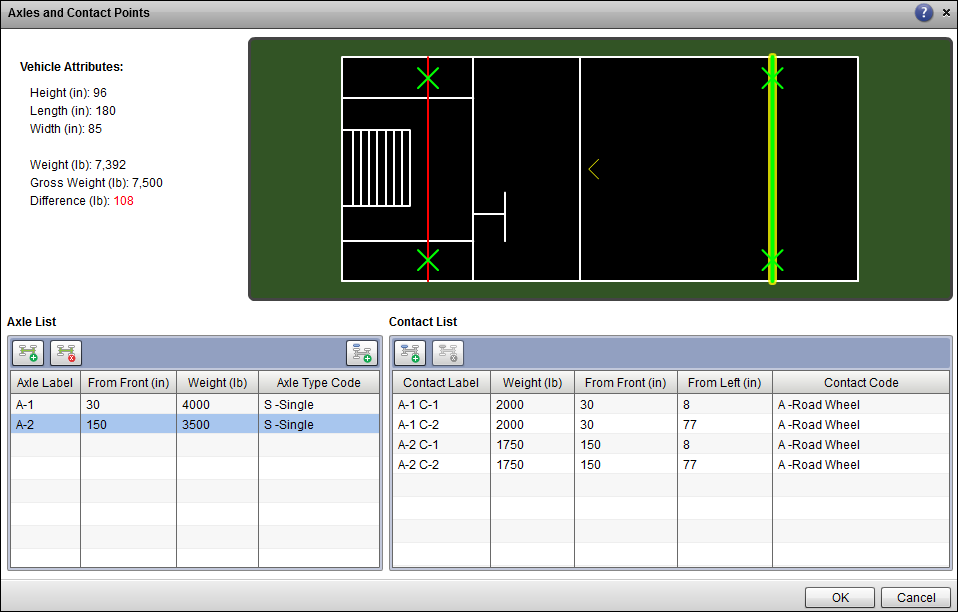 Axles and Contact Points
?
Vehicle Attributes:
Height (in): 96
Length (in): 180
Width (in): 85
Weight (lb): 7,392
Gross Weight (lb): 7,500
Difference (lb): 108
Axle List
Axle Label From Front (in) Weight (lb) Axle Type Code
A-1 30 4000 S -Single
A-2 150 3500 S -Single
Contact List
Contact Label Weight (lb) From Front (in) From Left (in) Contact Code
A-1 C-1 2000 30 8 A -Road Wheel
A-1 C-2 2000 30 77 A -Road Wheel
A-2 C-1 1750 150 8 A -Road Wheel
A-2 C-2 1750 150 77 A -Road Wheel
OK Cancel